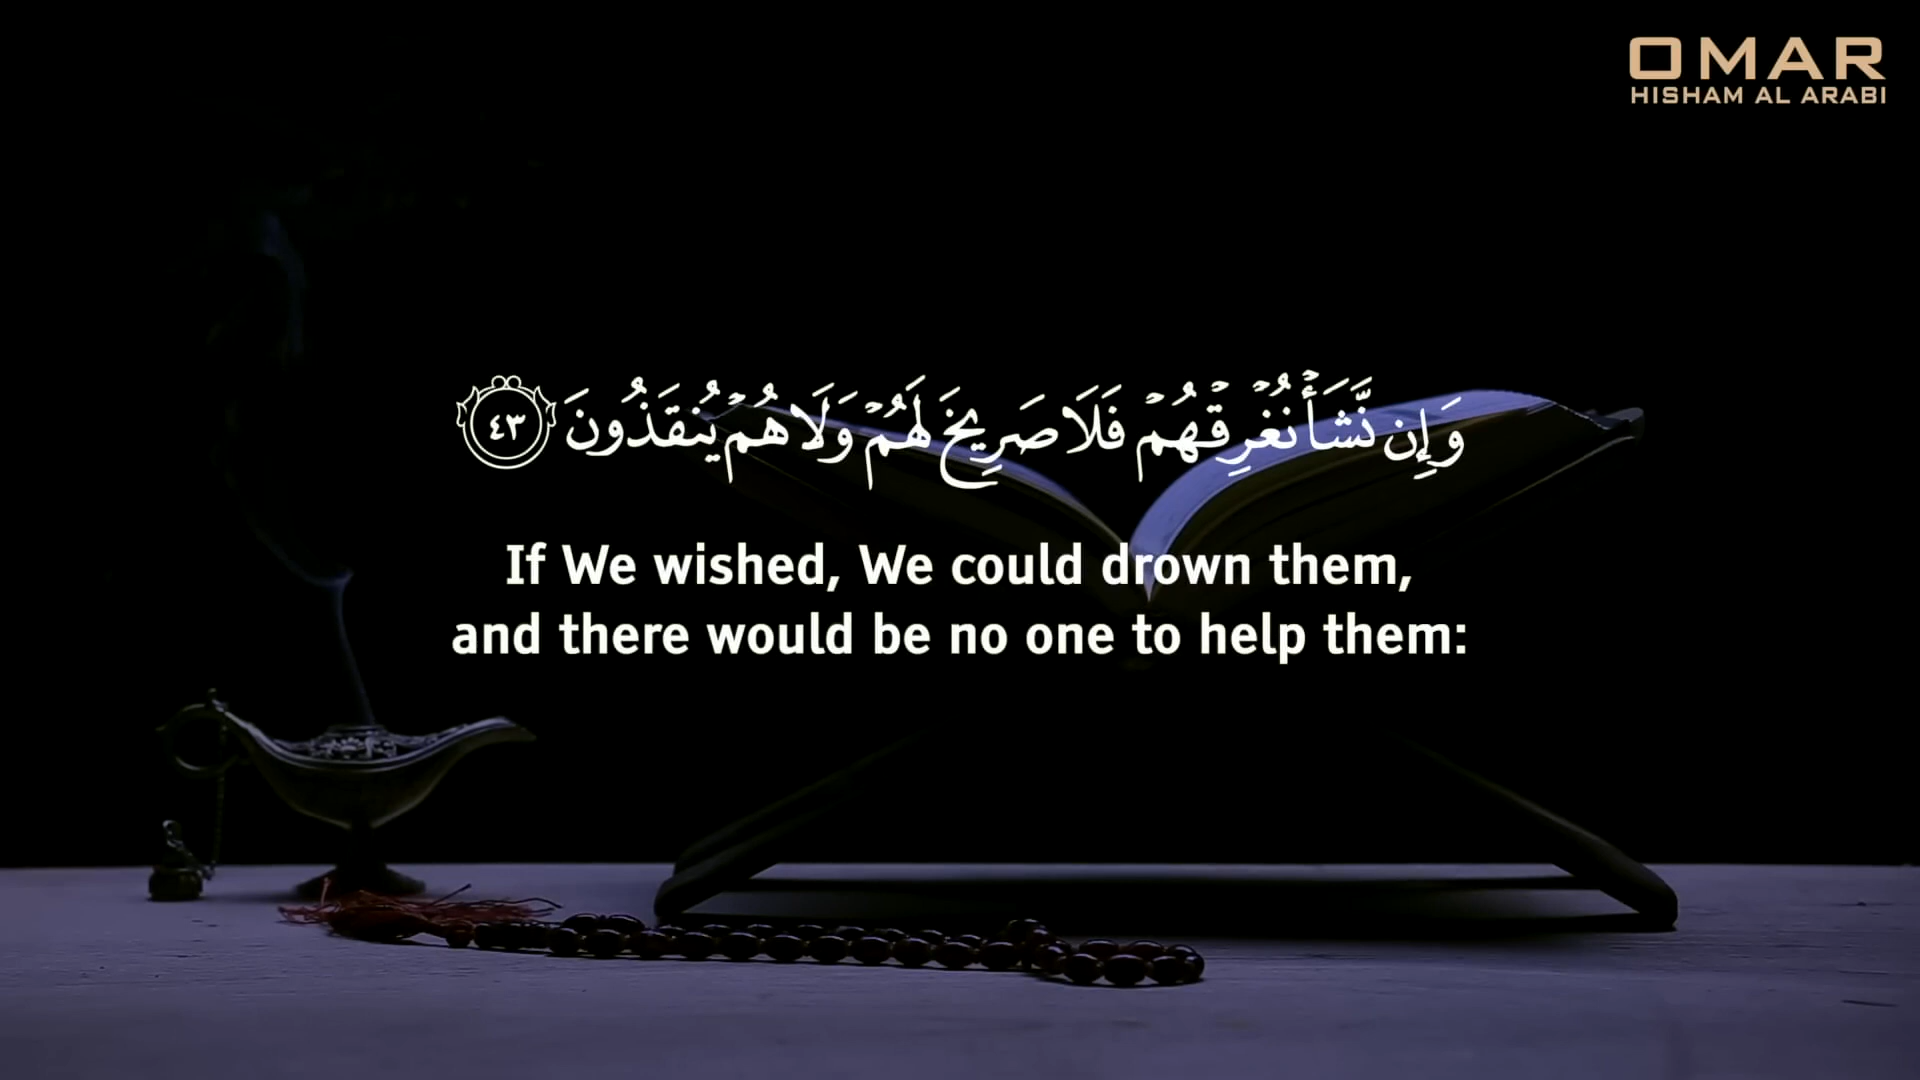 OMAR
HISHAM AL ARABI
وَإِن نَّشَأْ نُغْرِقْهُمْ فَلَا صَرِيخَ لَهُمْ وَلَا هُمْ يُنقَذُونَ ٤٣
If We wished, We could drown them,
and there would be no one to help them: